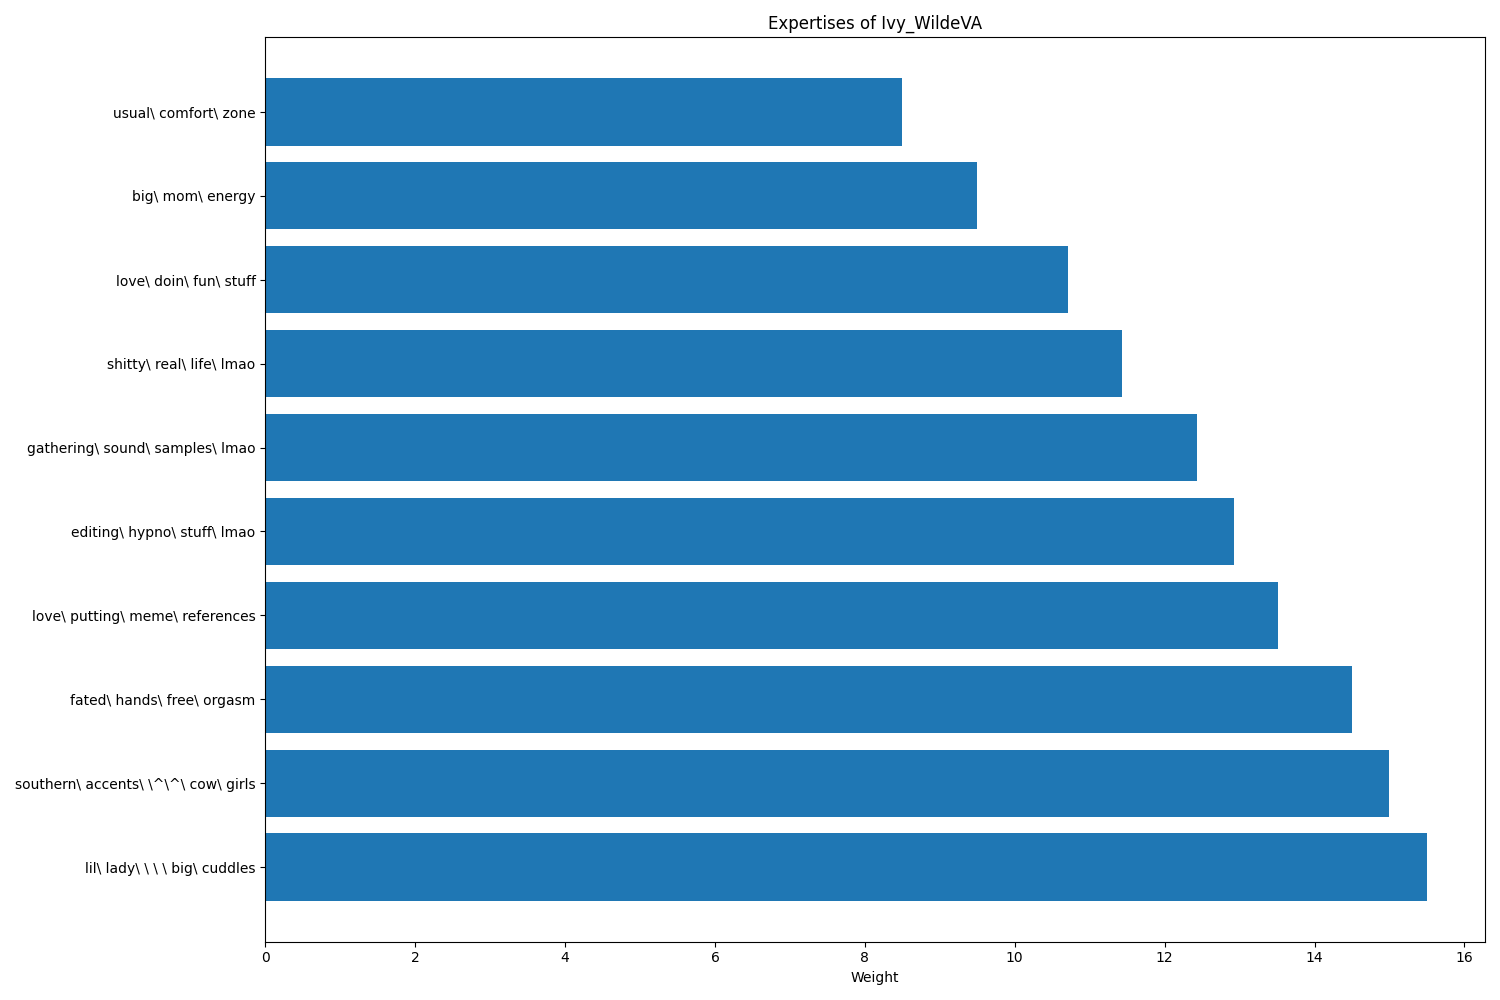 Expertises of Ivy_WildeVA
usual\ comfort\ zone
big\ mom\ energy
love\ doin\ fun\ stuff
shitty\ real\ life\ lmao
gathering\ sound\ samples\ lmao
editing\ hypno\ stuff\ lmao
love\ putting\ meme\ references
fated\ hands\ free\ orgasm
southern\ accents\ \^\^\ cow\ girls
lil\ lady\ \ \ \ big\ cuddles
0 2 4 6 8 10 12 14 16
Weight